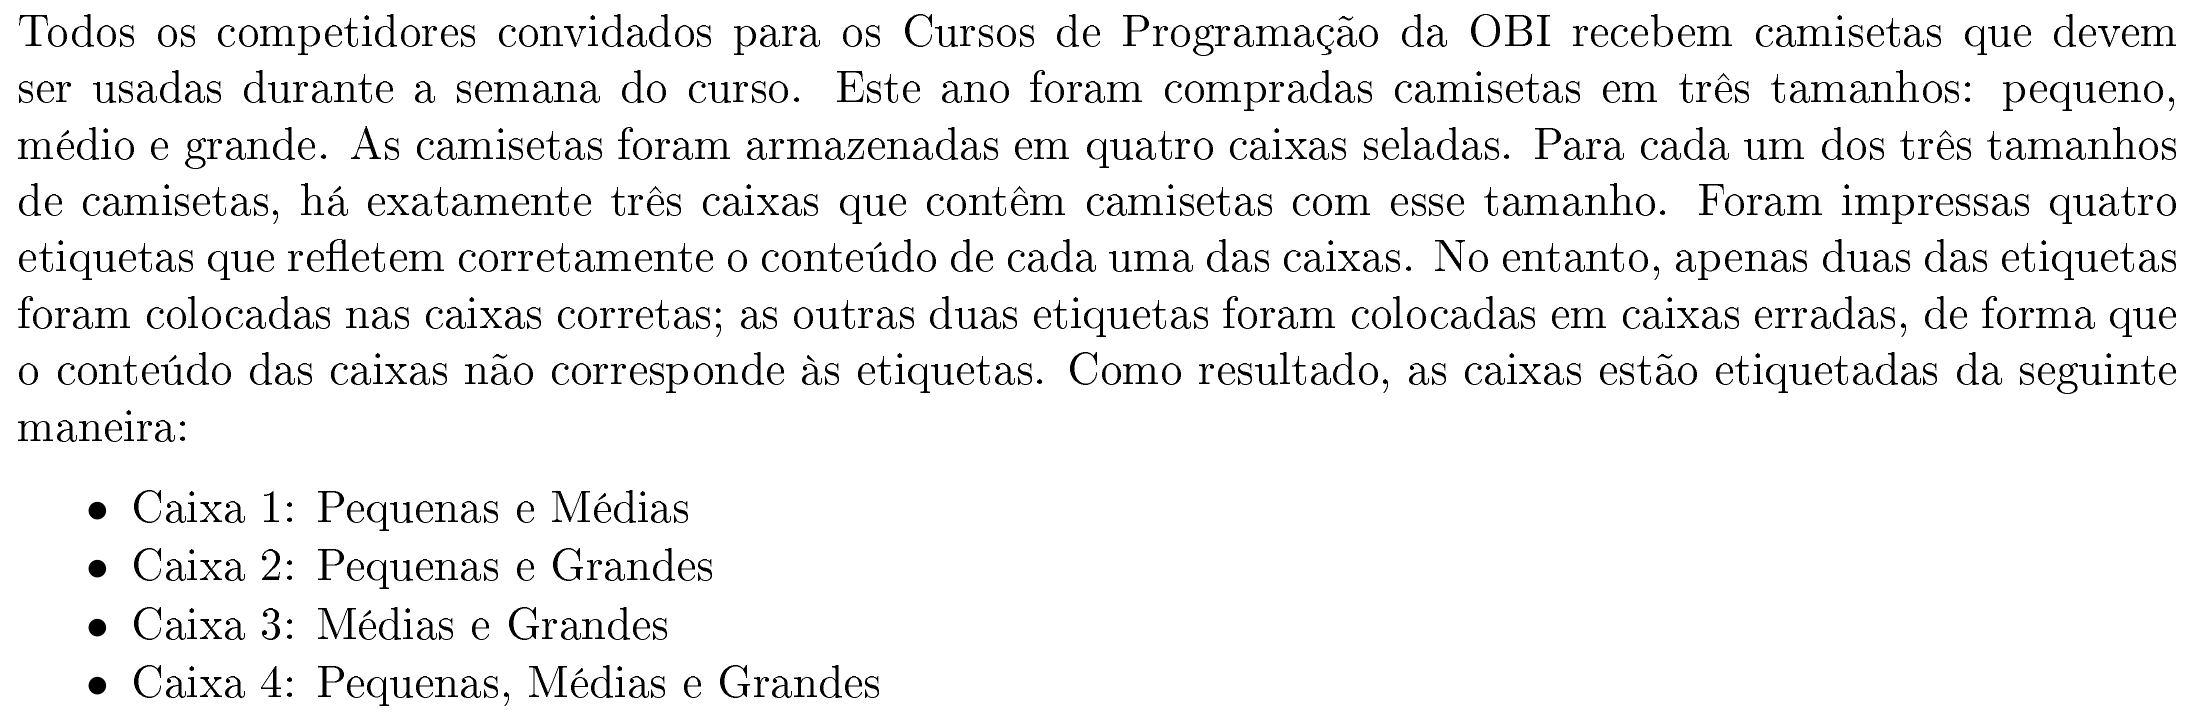 Todos os competidores convidados para os Cursos de Programação da OBI recebem camisetas que devem
ser usadas durante a semana do curso. Este ano foram compradas camisetas em três tamanhos: pequeno,
médio e grande. As camisetas foram armazenadas em quatro caixas seladas. Para cada um dos três tamanhos
de camisetas, há exatamente três caixas que contêm camisetas com esse tamanho. Foram impressas quatro
etiquetas que refletem corretamente o conteúdo de cada uma das caixas. No entanto, apenas duas das etiquetas
foram colocadas nas caixas corretas; as outras duas etiquetas foram colocadas em caixas erradas, de forma que
o conteúdo das caixas não corresponde às etiquetas. Como resultado, as caixas estão etiquetadas da seguinte
maneira:
• Caixa 1: Pequenas e Médias
• Caixa 2: Pequenas e Grandes
• Caixa 3: Médias e Grandes
• Caixa 4: Pequenas, Médias e Grandes